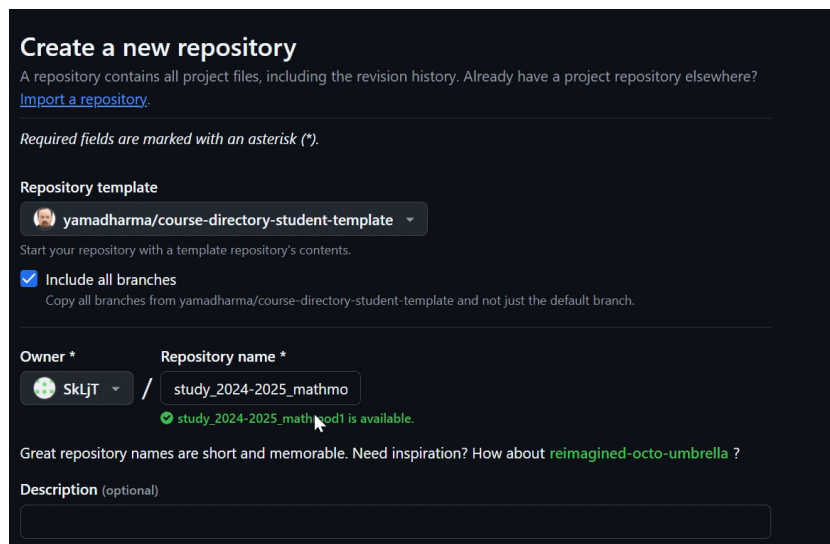 Create a new repository
A repository contains all project files, including the revision history. Already have a project repository elsewhere?
Import a repository.
Required fields are marked with an asterisk (*).
Repository template
yamadharma/course-directory-student-template
Start your repository with a template repository's contents.
Include all branches
Copy all branches from yamadharma/course-directory-student-template and not just the default branch.
Owner * Repository name *
SkLjT / study_2024-2025_mathmo
study_2024-2025_mathmod1 is available.
Great repository names are short and memorable. Need inspiration? How about reimagined-octo-umbrella ?
Description (optional)